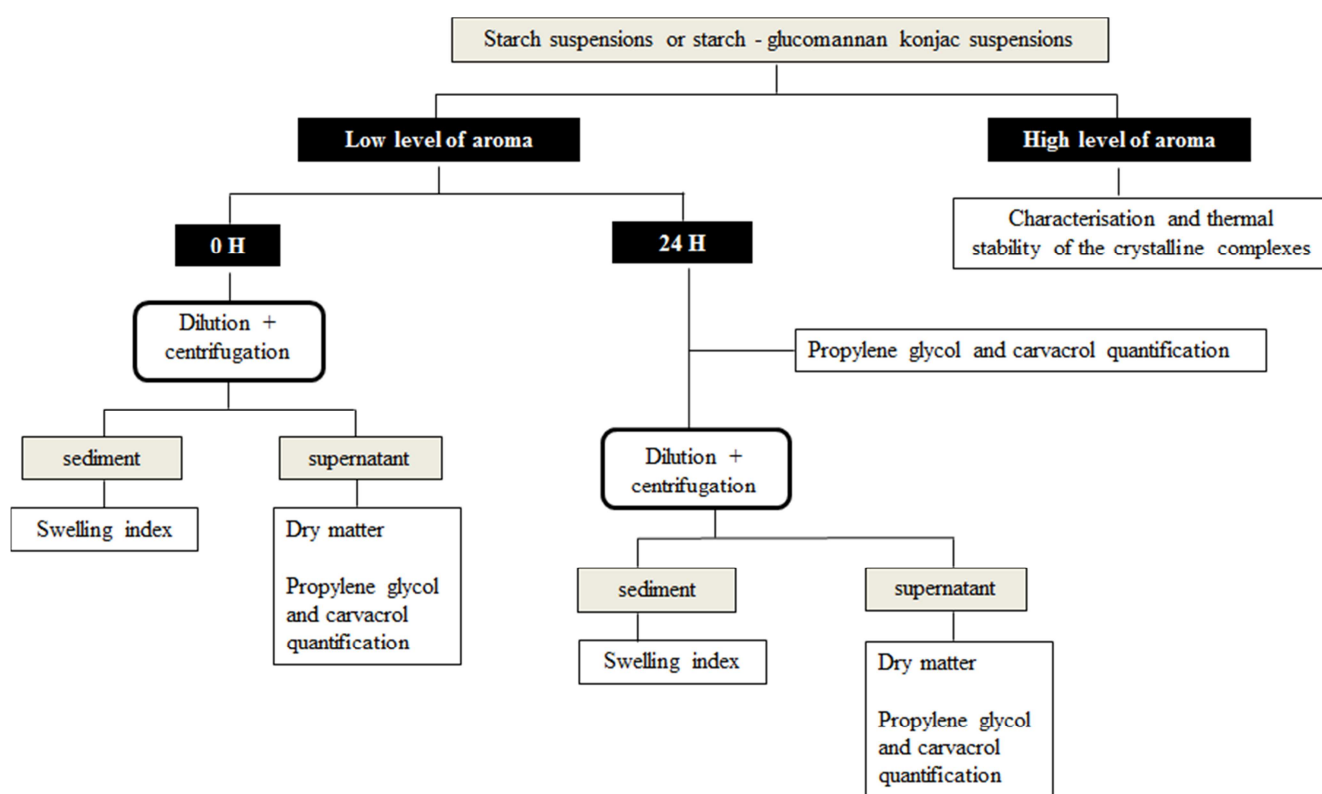 Starch suspensions or starch - glucomannan konjac suspensions
Low level of aroma
High level of aroma
Characterisation and thermal
stability of the crystalline complexes
0 H
24 H
Dilution +
centrifugation
Propylene glycol and carvacrol quantification
sediment
supernatant
Swelling index
Dry matter
Propylene glycol
and carvacrol
quantification
Dilution +
centrifugation
sediment
supernatant
Swelling index
Dry matter
Propylene glycol
and carvacrol
quantification